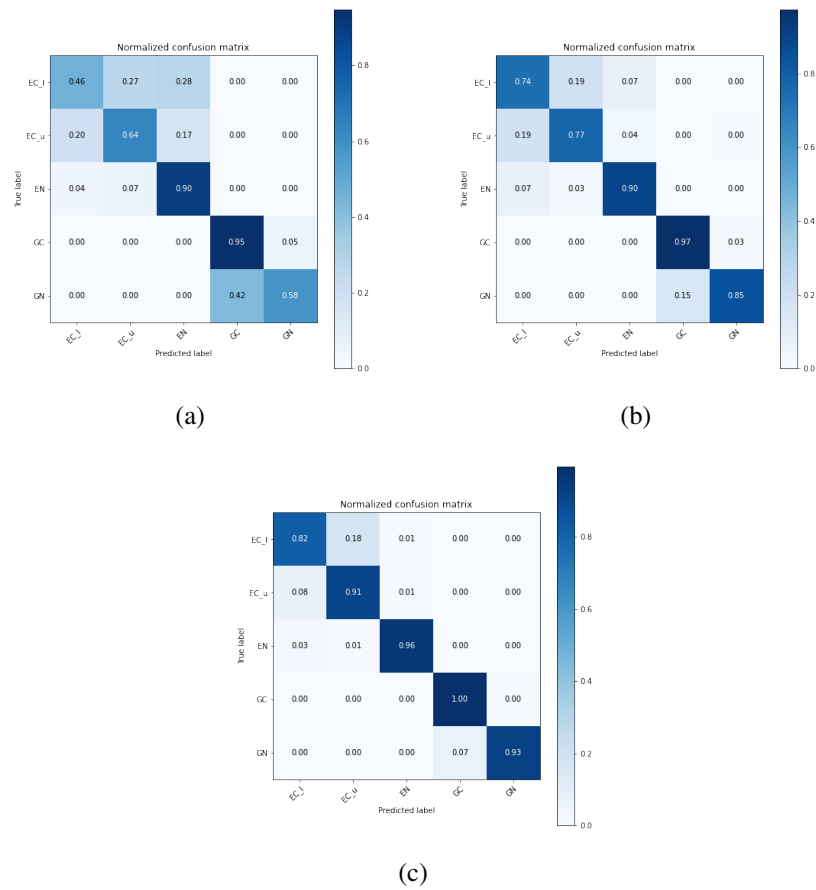 Normalized confusion matrix
EC_l 0.46 0.27 0.28 0.00 0.00
EC_u 0.20 0.64 0.17 0.00 0.00
EN 0.04 0.07 0.90 0.00 0.00
GC 0.00 0.00 0.00 0.95 0.05
GN 0.00 0.00 0.00 0.42 0.58
EC_l EC_u EN GC GN
True label
Predicted label
0.8
0.6
0.4
0.2
0.0
(a)
Normalized confusion matrix
EC_l 0.74 0.19 0.07 0.00 0.00
EC_u 0.19 0.77 0.04 0.00 0.00
EN 0.07 0.03 0.90 0.00 0.00
GC 0.00 0.00 0.00 0.97 0.03
GN 0.00 0.00 0.00 0.15 0.85
EC_l EC_u EN GC GN
True label
Predicted label
0.8
0.6
0.4
0.2
0.0
(b)
Normalized confusion matrix
EC_l 0.82 0.18 0.01 0.00 0.00
EC_u 0.08 0.91 0.01 0.00 0.00
EN 0.03 0.01 0.96 0.00 0.00
GC 0.00 0.00 0.00 1.00 0.00
GN 0.00 0.00 0.00 0.07 0.93
EC_l EC_u EN GC GN
True label
Predicted label
0.8
0.6
0.4
0.2
0.0
(c)